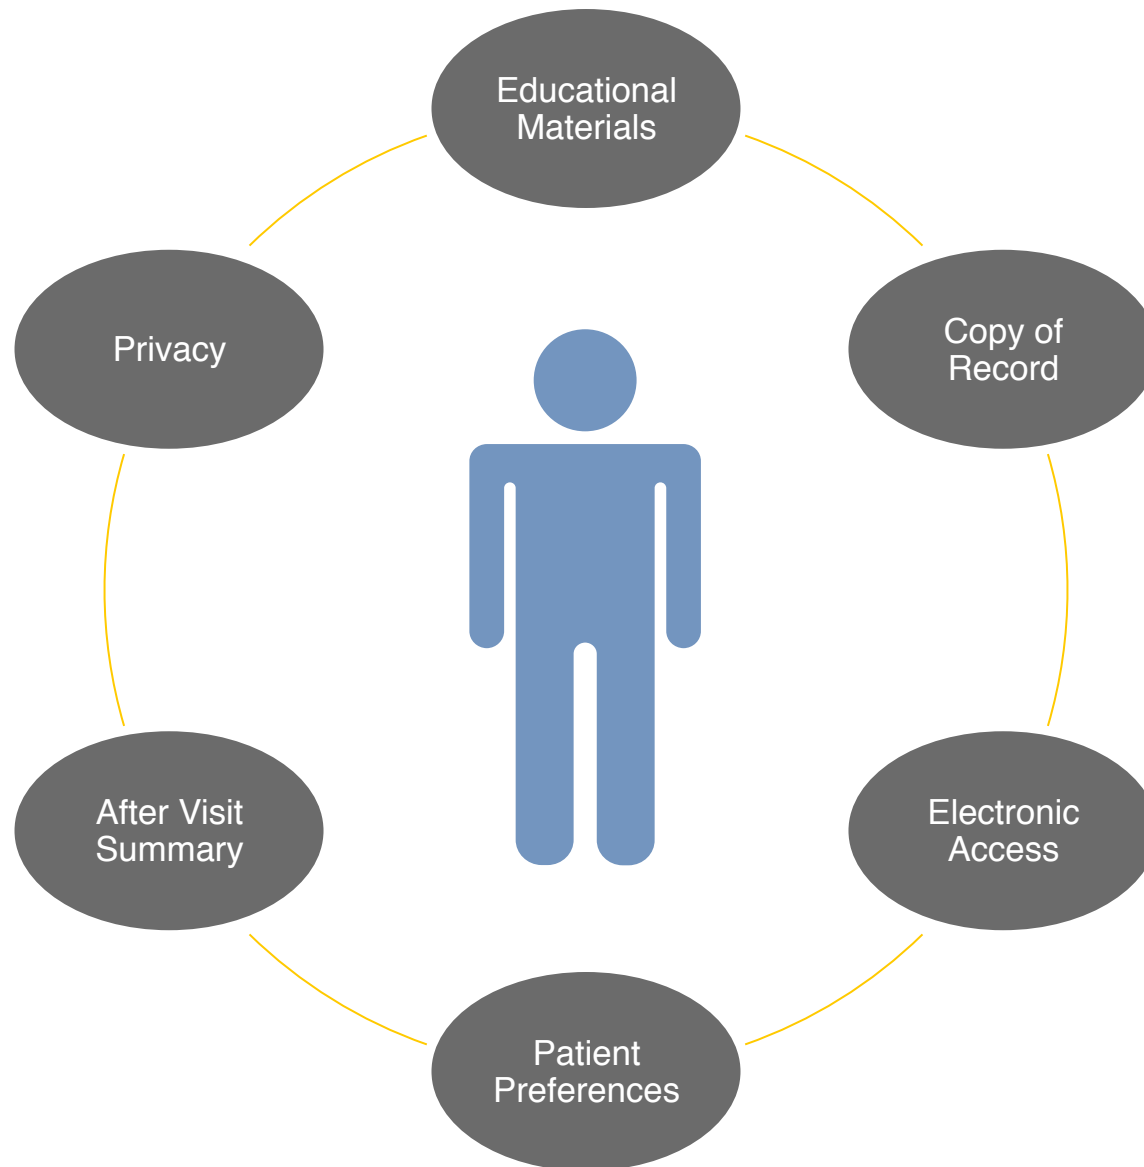 Educational
Materials
Copy of
Record
Electronic
Access
Patient
Preferences
After Visit
Summary
Privacy